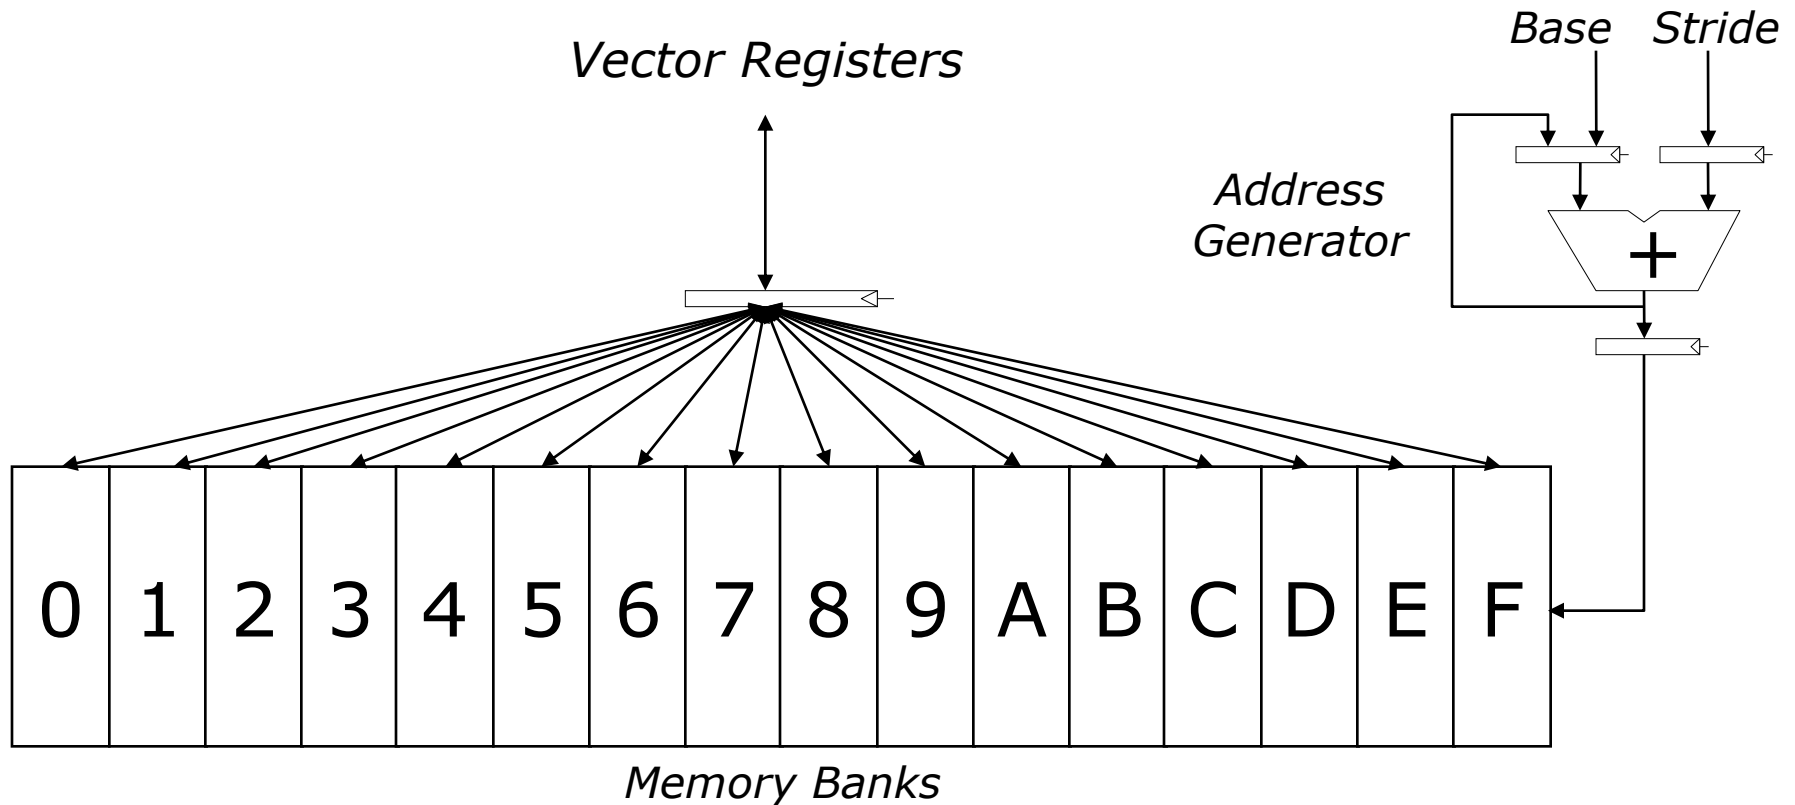 Base Stride
Vector Registers
Address
Generator
+
0 1 2 3 4 5 6 7 8 9 A B C D E F
Memory Banks